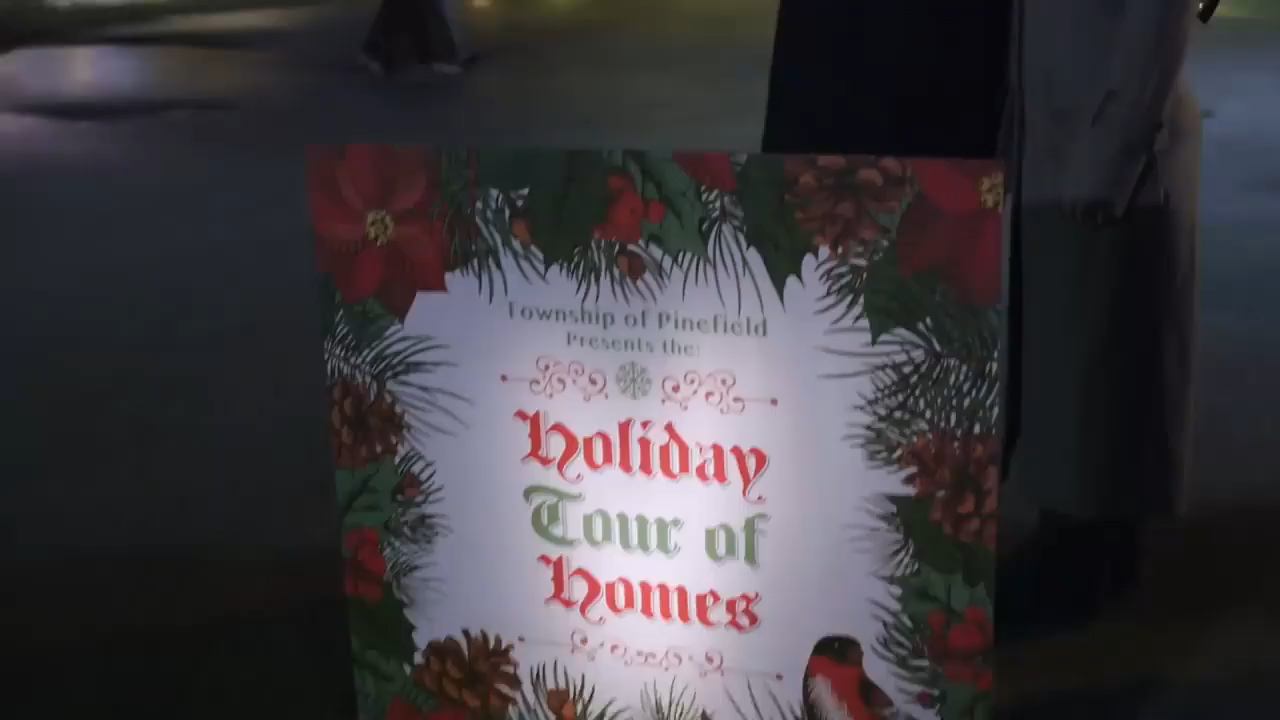 Township of Pinefield
Presents the:
Holiday
Tour of
Homes